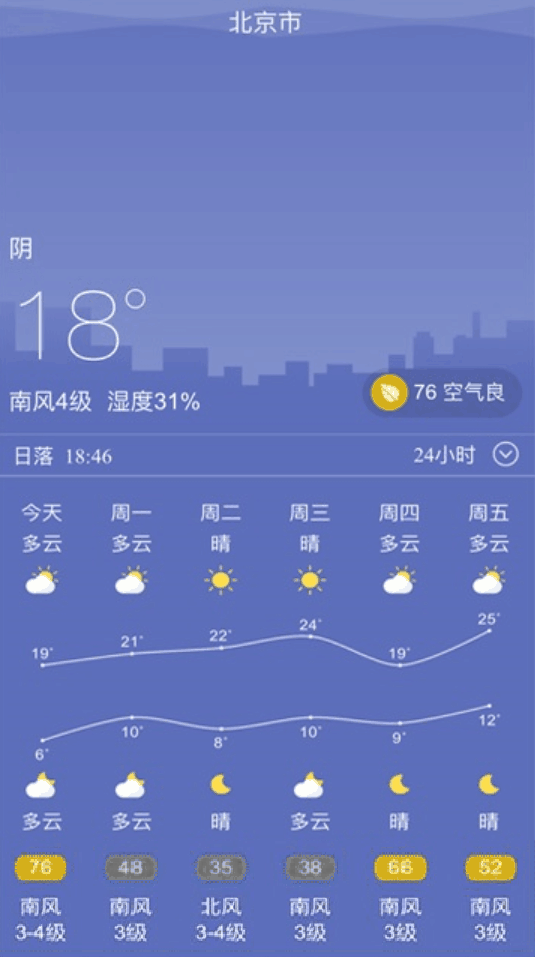 北京市
阴
18°
南风4级 湿度31%
76 空气良
日落 18:46
24小时
今天 周一 周二 周三 周四 周五
多云 多云 晴 晴 多云 多云
19° 21° 22° 24° 19° 25°
6° 10° 8° 10° 9° 12°
多云 多云 晴 多云 晴 晴
76 48 35 38 66 52
南风 南风 北风 南风 南风 南风
3-4级 3级 3-4级 3级 3级 3级